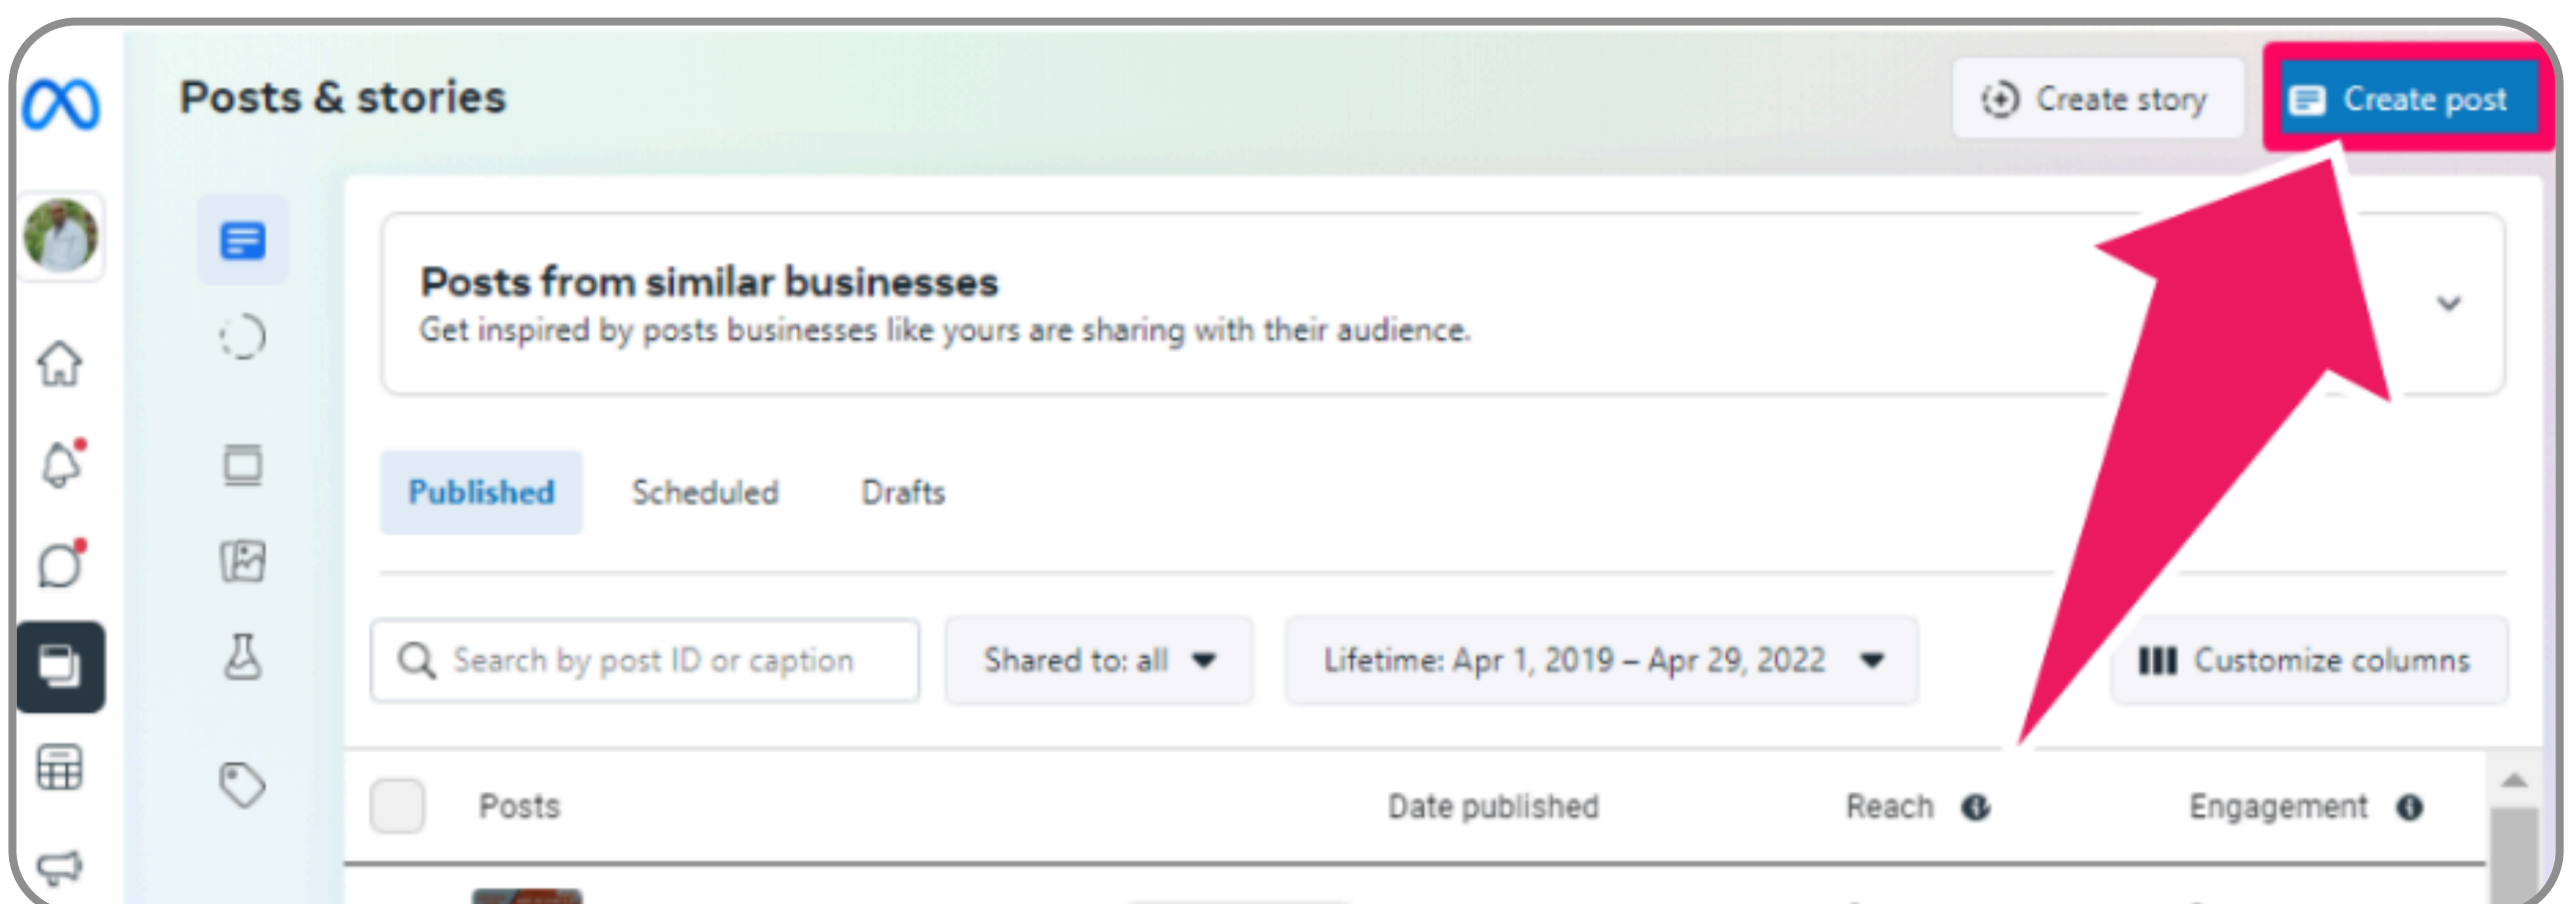 Posts & stories
Create story
Create post
Posts from similar businesses
Get inspired by posts businesses like yours are sharing with their audience.
Published
Scheduled
Drafts
Search by post ID or caption
Shared to: all
Lifetime: Apr 1, 2019 – Apr 29, 2022
Customize columns
Posts
Date published
Reach
Engagement